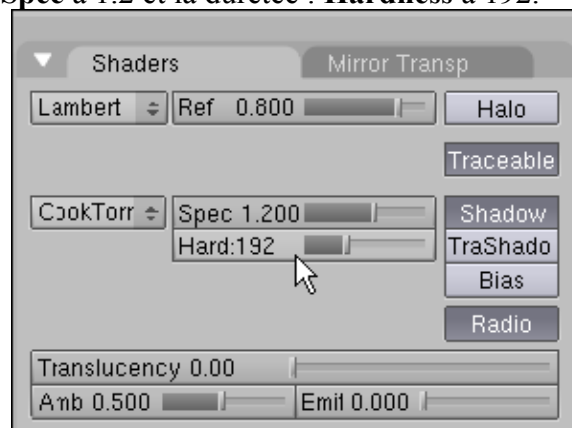 Spec à 1.2 et la duretée : Hardness à 192.
Shaders Mirror Transp
Lambert Ref 0.800 Halo
Traceable
CookTorr Spec 1.200 Shadow
Hard:192 TraShado
Bias
Radio
Translucency 0.00
Amb 0.500 Emit 0.000